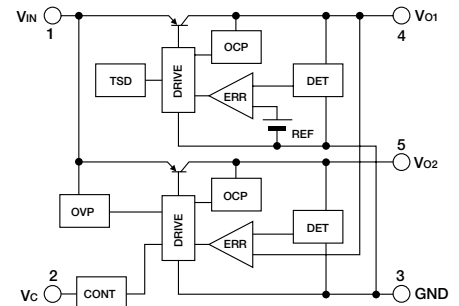 VIN
1
4
VO1
OCP
TSD
DRIVE
ERR
DET
REF
5
VO2
OVP
DRIVE
OCP
ERR
DET
2
VC
CONT
3
GND